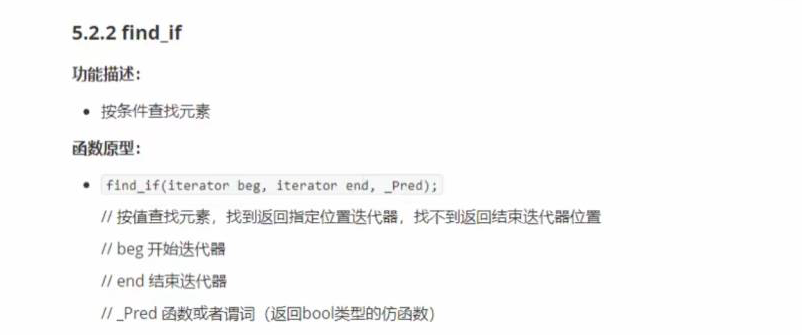 5.2.2 find_if
功能描述：
• 按条件查找元素
函数原型：
• find_if(iterator beg, iterator end, _Pred);
// 按值查找元素，找到返回指定位置迭代器，找不到返回结束迭代器位置
// beg 开始迭代器
// end 结束迭代器
// _Pred 函数或者谓词（返回bool类型的仿函数）